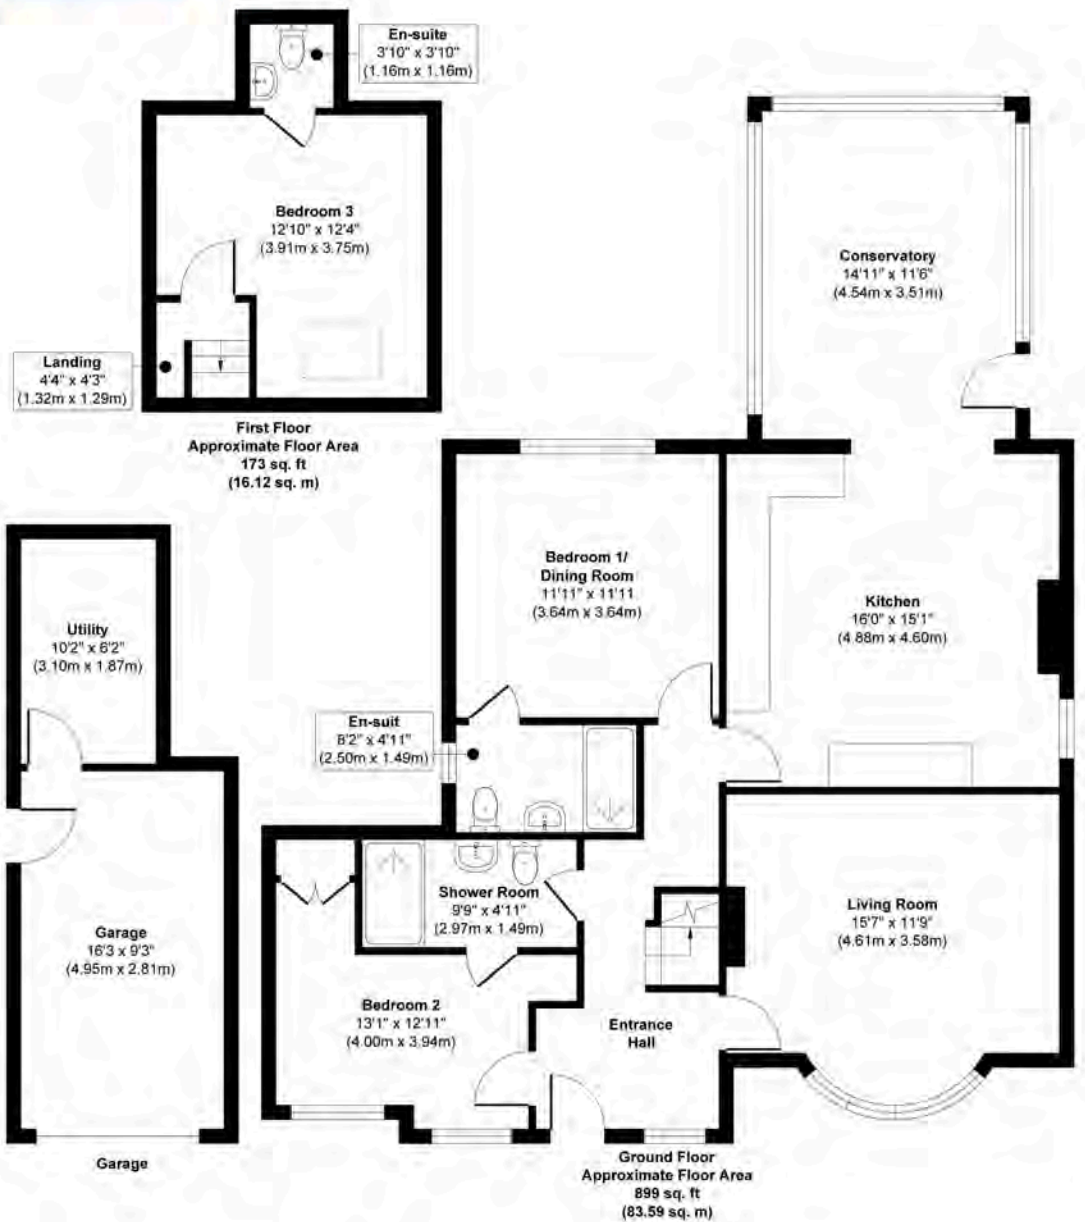 En-suite
3'10" x 3'10"
(1.16m x 1.16m)
Bedroom 3
12'10" x 12'4"
(3.91m x 3.75m)
Landing
4'4" x 4'3"
(1.32m x 1.29m)
First Floor
Approximate Floor Area
173 sq. ft
(16.12 sq. m)
Conservatory
14'11" x 11'6"
(4.54m x 3.51m)
Bedroom 1/
Dining Room
11'11" x 11'11
(3.64m x 3.64m)
Kitchen
16'0" x 15'1"
(4.88m x 4.60m)
Utility
10'2" x 6'2"
(3.10m x 1.87m)
En-suit
8'2" x 4'11"
(2.50m x 1.49m)
Shower Room
9'9" x 4'11"
(2.97m x 1.49m)
Living Room
15'7" x 11'9"
(4.61m x 3.58m)
Garage
16'3 x 9'3"
(4.95m x 2.81m)
Bedroom 2
13'1" x 12'11"
(4.00m x 3.94m)
Entrance
Hall
Garage
Ground Floor
Approximate Floor Area
899 sq. ft
(83.59 sq. m)